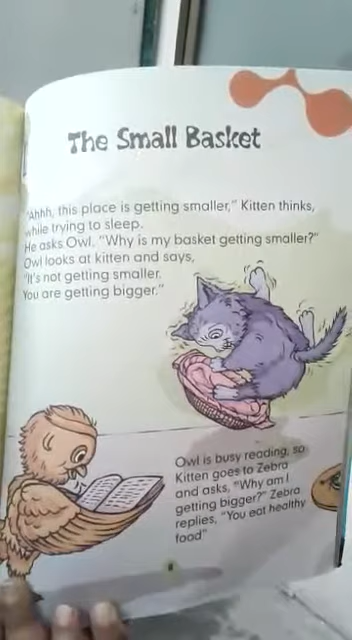 The Small Basket
"Ahhh, this place is getting smaller," Kitten thinks,
while trying to sleep.
He asks Owl, "Why is my basket getting smaller?"
Owl looks at kitten and says,
"It's not getting smaller.
You are getting bigger."
Owl is busy reading, so
Kitten goes to Zebra
and asks, "Why am I
getting bigger?" Zebra
replies, "You eat healthy
food"